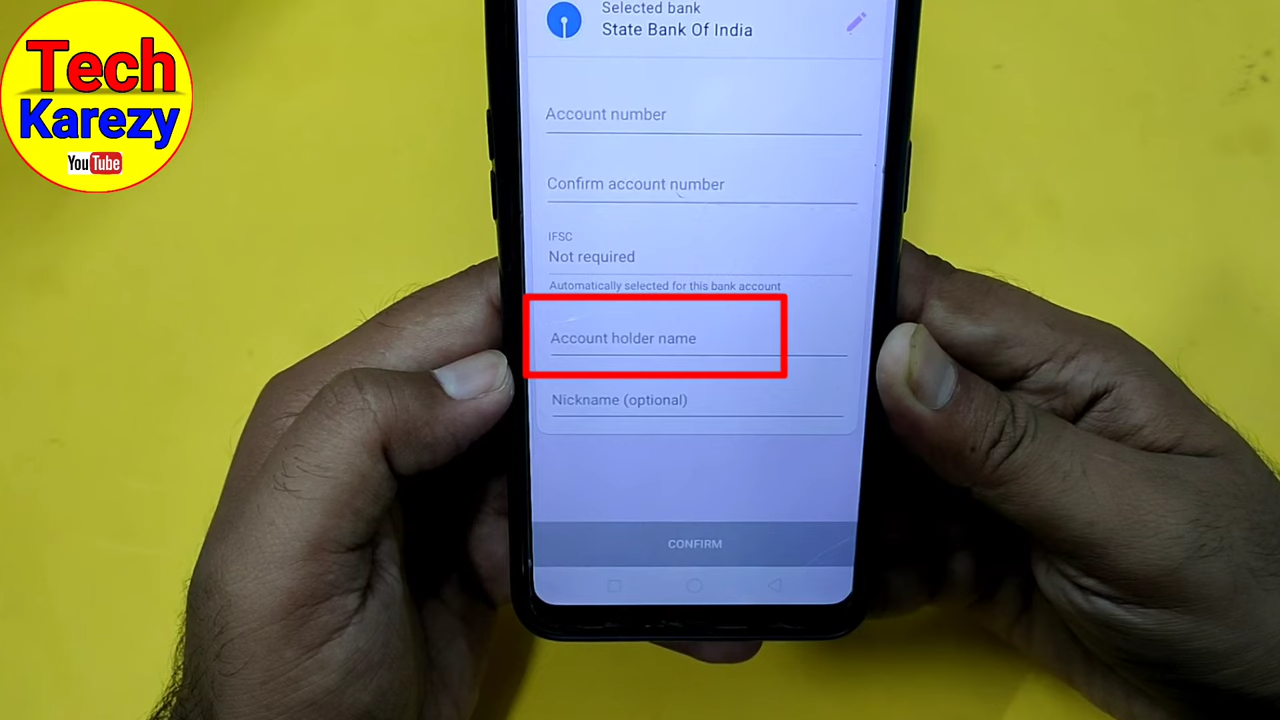 Tech
Karezy
YouTube
Selected bank
State Bank Of India
Account number
Confirm account number
IFSC
Not required
Automatically selected for this bank account
Account holder name
Nickname (optional)
CONFIRM